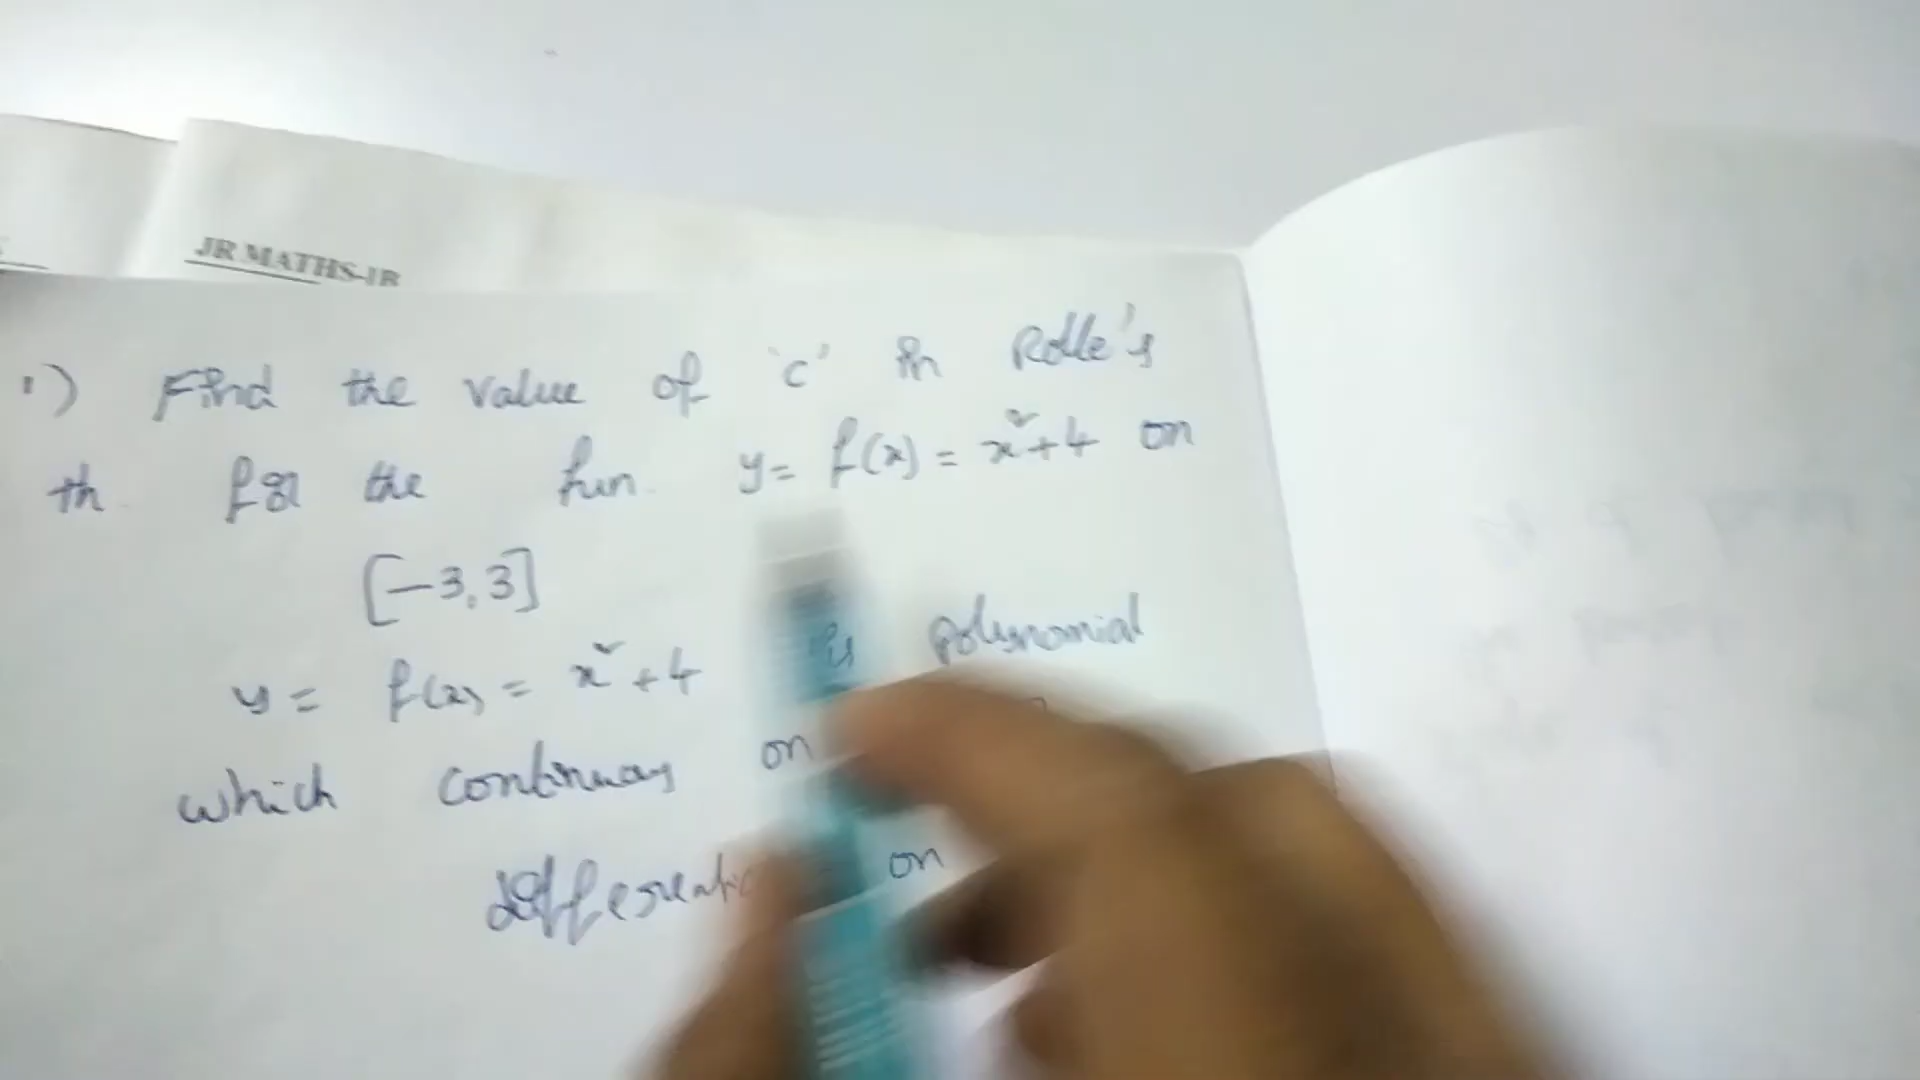 JR MATHS-IB
1) Find the value of 'c' in Rolle's
th. for the fun. y = f(x) = x² + 4 on
[-3, 3]
y = f(x) = x² + 4 is polynomial
which continuous on
on